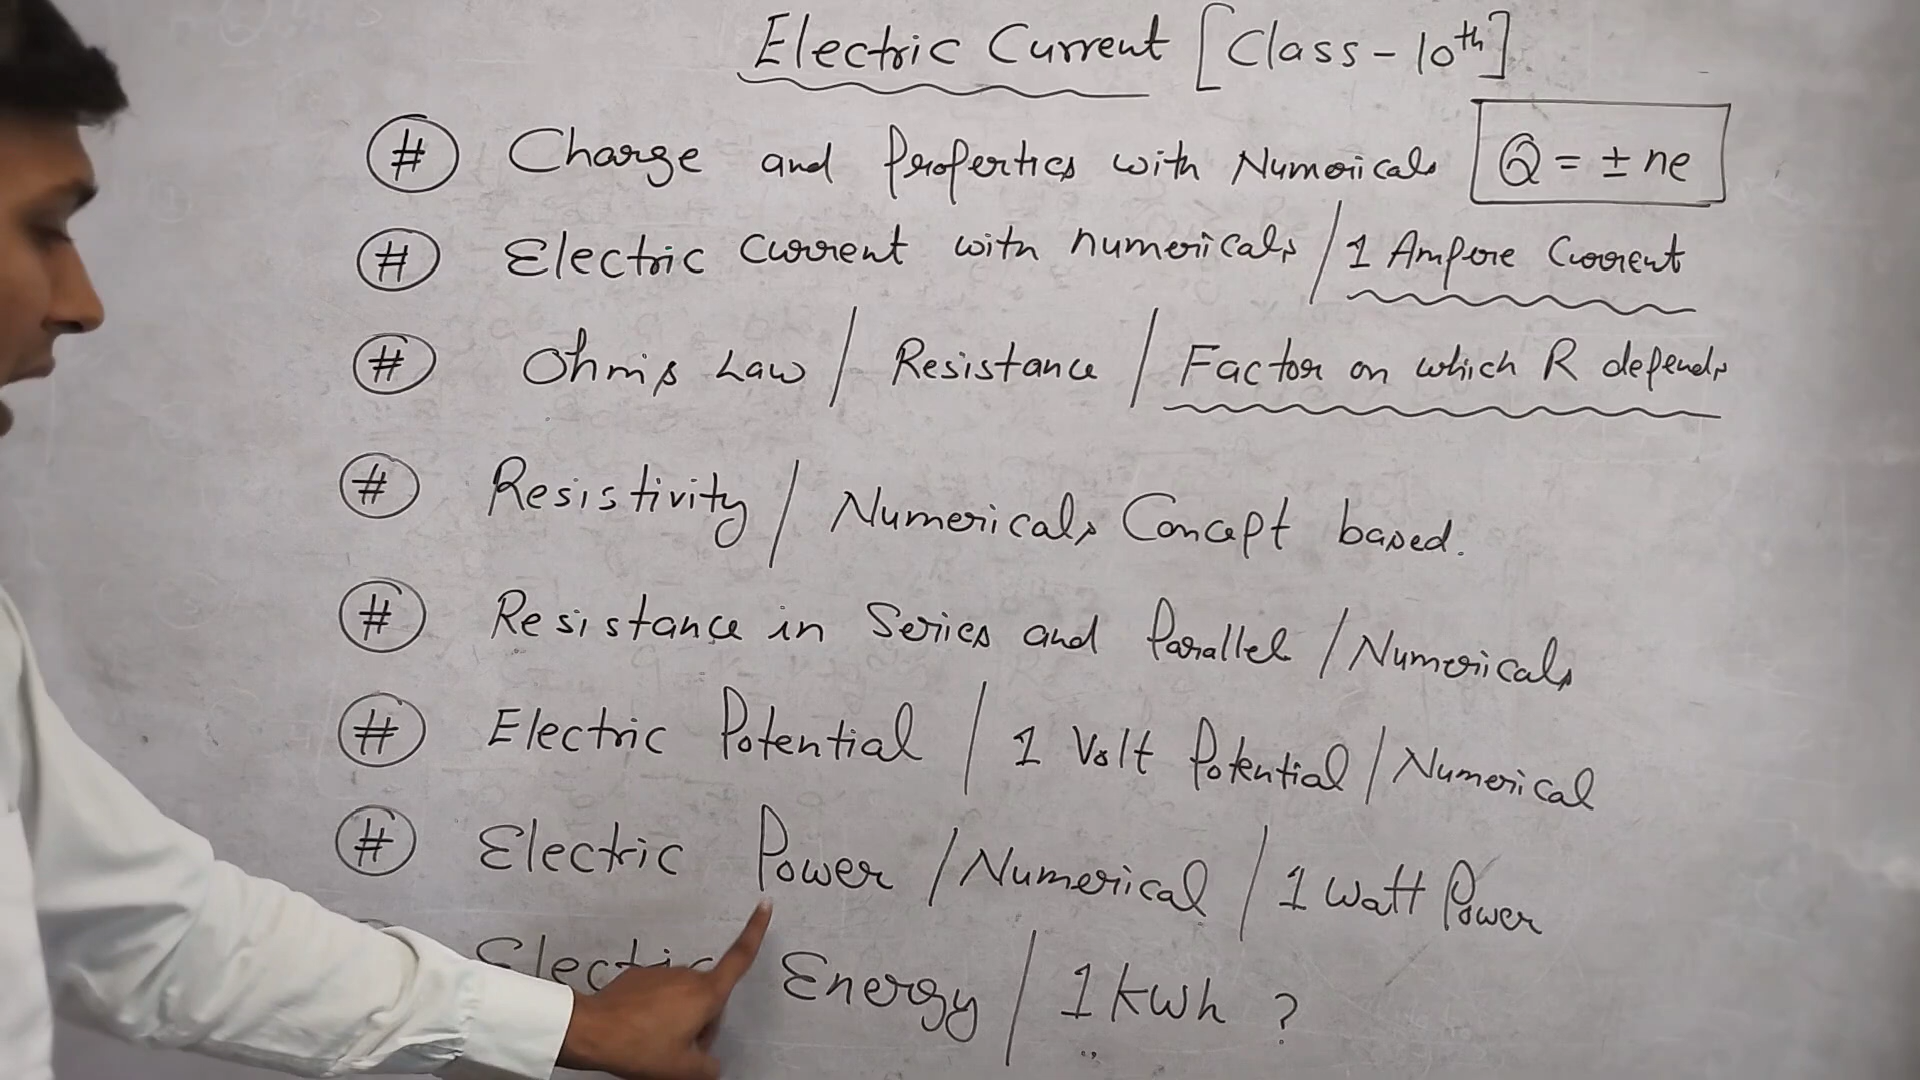 Electric Current [Class - 10th]
# Charge and Properties with Numericals Q = ± ne
# Electric Current with numericals / 1 Ampere Current
# Ohm's Law / Resistance / Factor on which R depends
# Resistivity / Numericals Concept based.
# Resistance in Series and Parallel / Numericals
# Electric Potential / 1 Volt Potential / Numerical
# Electric Power / Numerical / 1 Watt Power
Electric Energy / 1 kwh ?